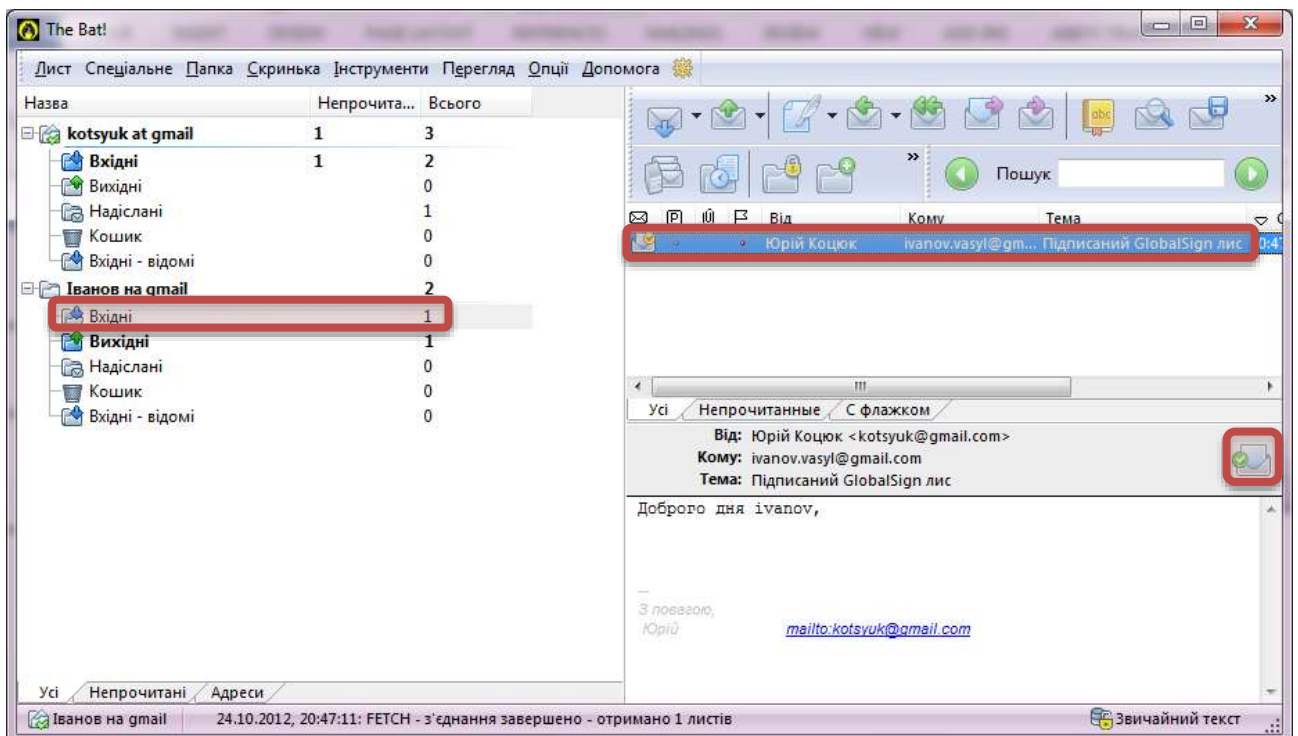 The Bat!
Лист Спеціальне Папка Скринька Інструменти Перегляд Опції Допомога
Назва Непрочита... Всього
kotsyuk at gmail 1 3
Вхідні 1 2
Вихідні 0
Надіслані 1
Кошик 0
Вхідні - відомі 0
Іванов на gmail 2
Вхідні 1
Вихідні 1
Надіслані 0
Кошик 0
Вхідні - відомі 0
Усі Непрочитані Адреси
abc
» Пошук
Від Кому Тема
Юрій Коцюк ivanov.vasyl@gm... Підписаний GlobalSign лис 0:47
Усі Непрочитанные С флажком
Від: Юрій Коцюк <kotsyuk@gmail.com>
Кому: ivanov.vasyl@gmail.com
Тема: Підписаний GlobalSign лис
Доброго дня ivanov,
--
З повагою,
Юрій mailto:kotsyuk@gmail.com
Іванов на gmail 24.10.2012, 20:47:11: FETCH - з'єднання завершено - отримано 1 листів Звичайний текст